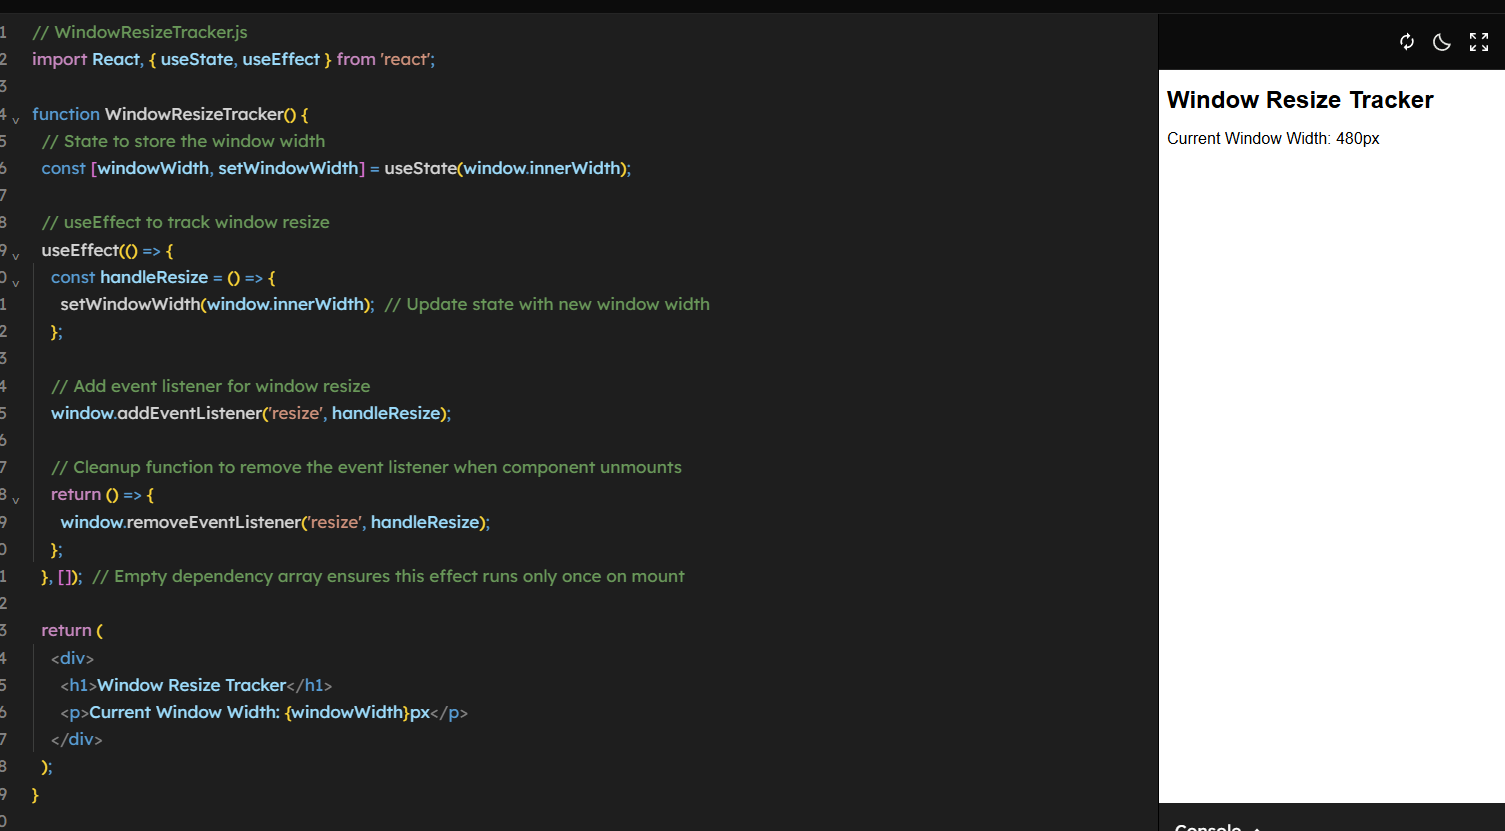 1 // WindowResizeTracker.js
2 import React, { useState, useEffect } from 'react';
3
4 function WindowResizeTracker() {
5 // State to store the window width
6 const [windowWidth, setWindowWidth] = useState(window.innerWidth);
7
8 // useEffect to track window resize
9 useEffect(() => {
0 const handleResize = () => {
1 setWindowWidth(window.innerWidth); // Update state with new window width
2 };
3
4 // Add event listener for window resize
5 window.addEventListener('resize', handleResize);
6
7 // Cleanup function to remove the event listener when component unmounts
8 return () => {
9 window.removeEventListener('resize', handleResize);
0 };
1 }, []); // Empty dependency array ensures this effect runs only once on mount
2
3 return (
4 <div>
5 <h1>Window Resize Tracker</h1>
6 <p>Current Window Width: {windowWidth}px</p>
7 </div>
8 );
9 }
0
Window Resize Tracker
Current Window Width: 480px
Console